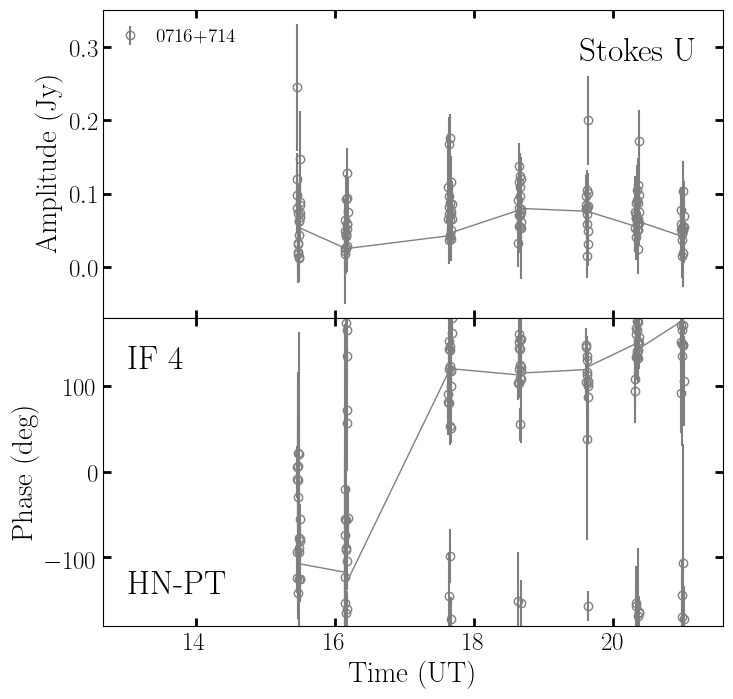 0716+714
Stokes U
0.3
0.2
0.1
0.0
Amplitude (Jy)
IF 4
100
0
−100
Phase (deg)
HN-PT
14 16 18 20
Time (UT)